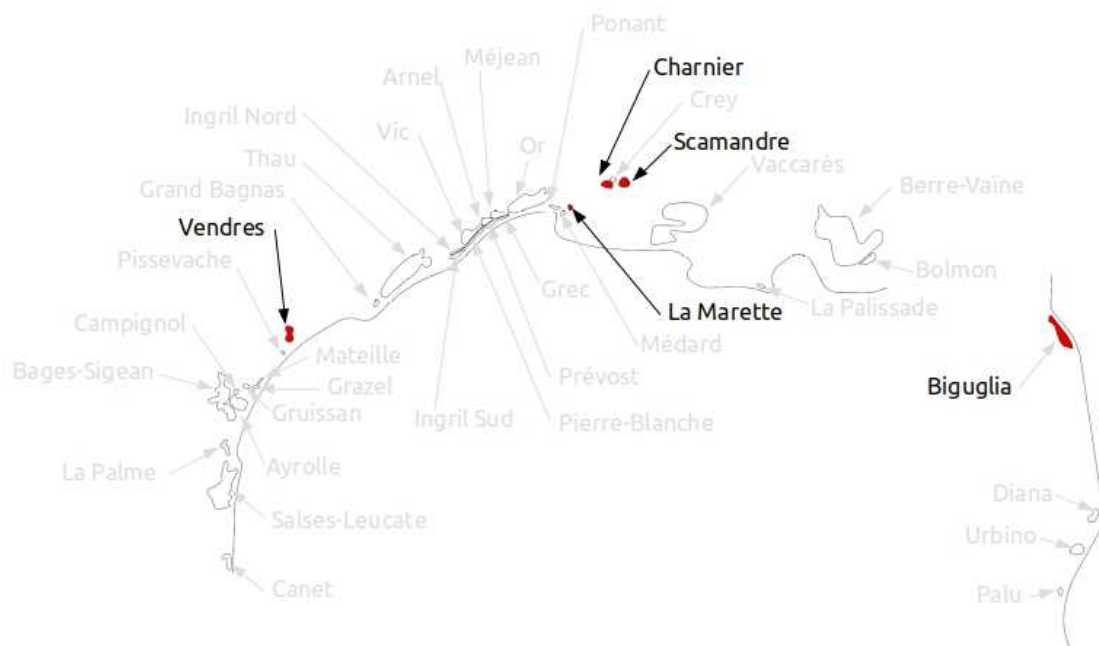 Ponant
Méjean
Charnier
Arnel
Crey
Ingril Nord
Vic
Or
Scamandre
Thau
Vaccarès
Grand Bagnas
Berre-Vaïne
Vendres
Pissevache
Bolmon
Grec
La Palissade
La Marette
Campignol
Médard
Mateille
Bages-Sigean
Prévost
Grazel
Biguglia
Gruissan
Ingril Sud
Pierre-Blanche
La Palme
Ayrolle
Diana
Salses-Leucate
Urbino
Canet
Palu